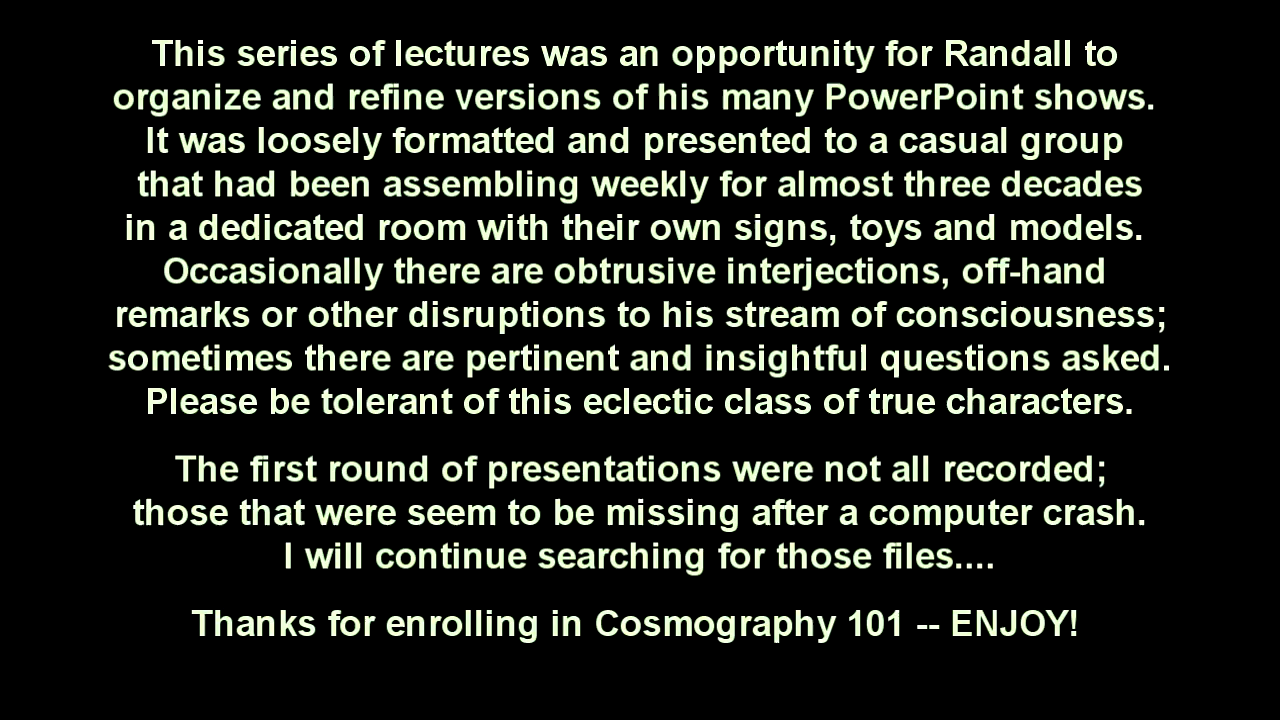 This series of lectures was an opportunity for Randall to
organize and refine versions of his many PowerPoint shows.
It was loosely formatted and presented to a casual group
that had been assembling weekly for almost three decades
in a dedicated room with their own signs, toys and models.
Occasionally there are obtrusive interjections, off-hand
remarks or other disruptions to his stream of consciousness;
sometimes there are pertinent and insightful questions asked.
Please be tolerant of this eclectic class of true characters.
The first round of presentations were not all recorded;
those that were seem to be missing after a computer crash.
I will continue searching for those files....
Thanks for enrolling in Cosmography 101 -- ENJOY!